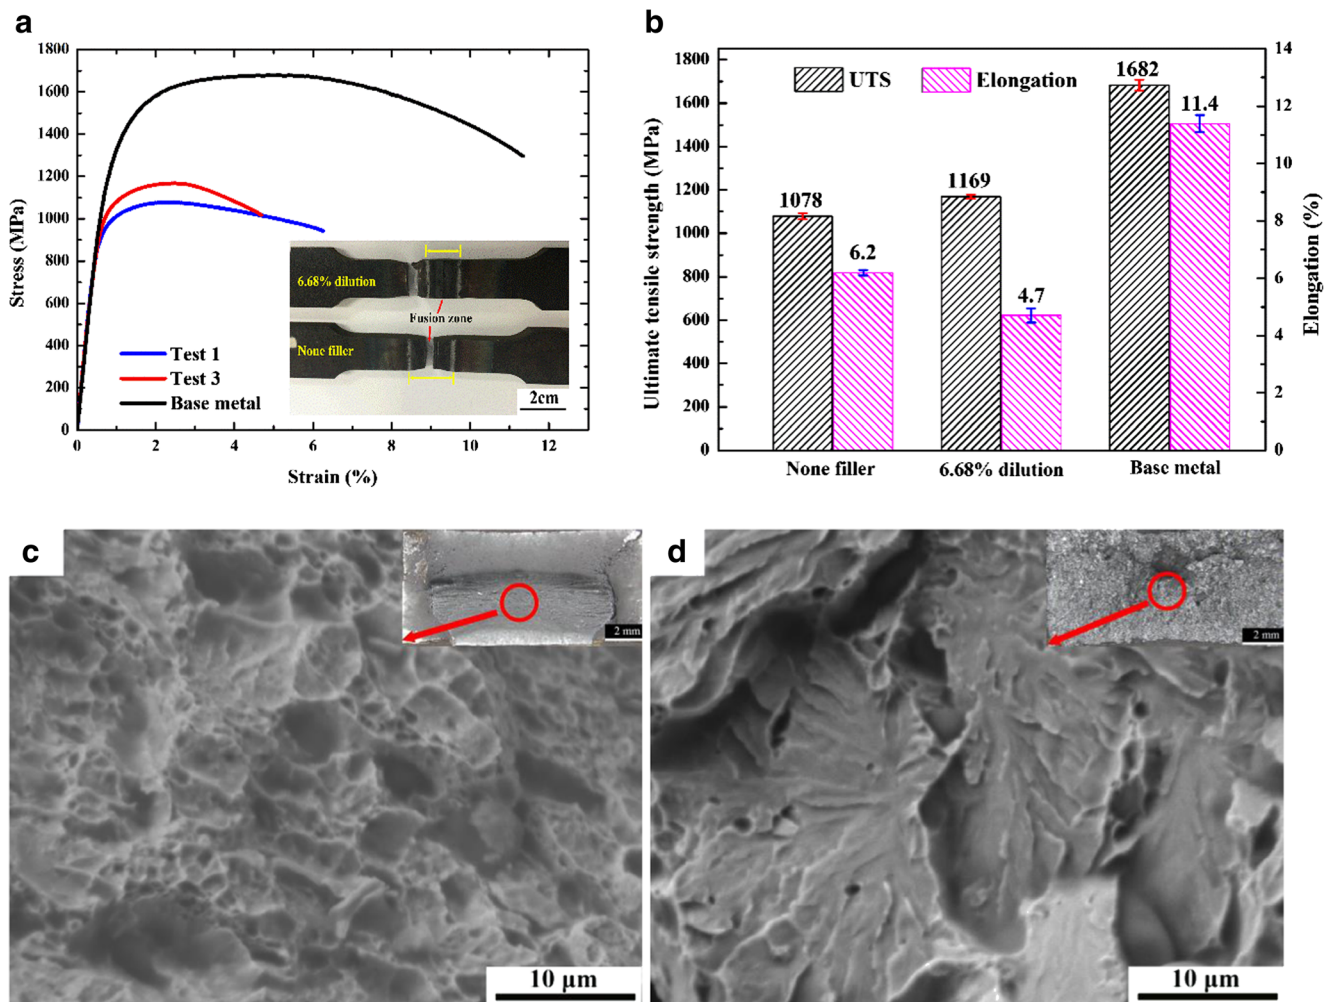 a
1800
1600
1400
1200
1000
800
600
400
200
0
Stress (MPa)
0 2 4 6 8 10 12
Strain (%)
Test 1
Test 3
Base metal
6.68% dilution
Fusion zone
None filler
2cm
b
1800
1600
1400
1200
1000
800
600
400
200
0
Ultimate tensile strength (MPa)
UTS Elongation
1078
6.2
1169
4.7
1682
11.4
14
12
10
8
6
4
2
0
Elongation (%)
None filler 6.68% dilution Base metal
c
2 mm
10 µm
d
2 mm
10 µm